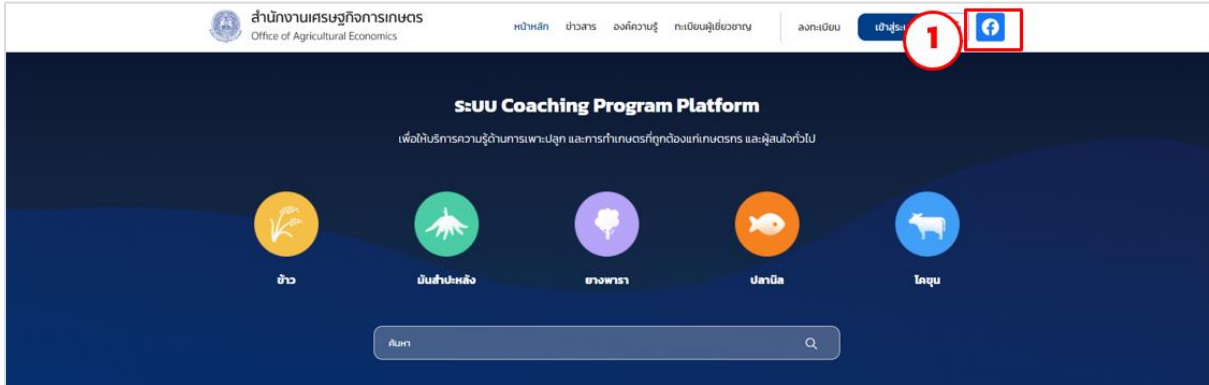 สำนักงานเศรษฐกิจการเกษตร
Office of Agricultural Economics
หน้าหลัก ข่าวสาร องค์ความรู้ ทะเบียนผู้เชี่ยวชาญ ลงทะเบียน
1
ระบบ Coaching Program Platform
เพื่อให้บริการความรู้ด้านการเพาะปลูก และการทำเกษตรที่ถูกต้องแก่เกษตรกร และผู้สนใจทั่วไป
ข้าว มันสำปะหลัง ยางพารา ปลานิล โคขุน
ค้นหา